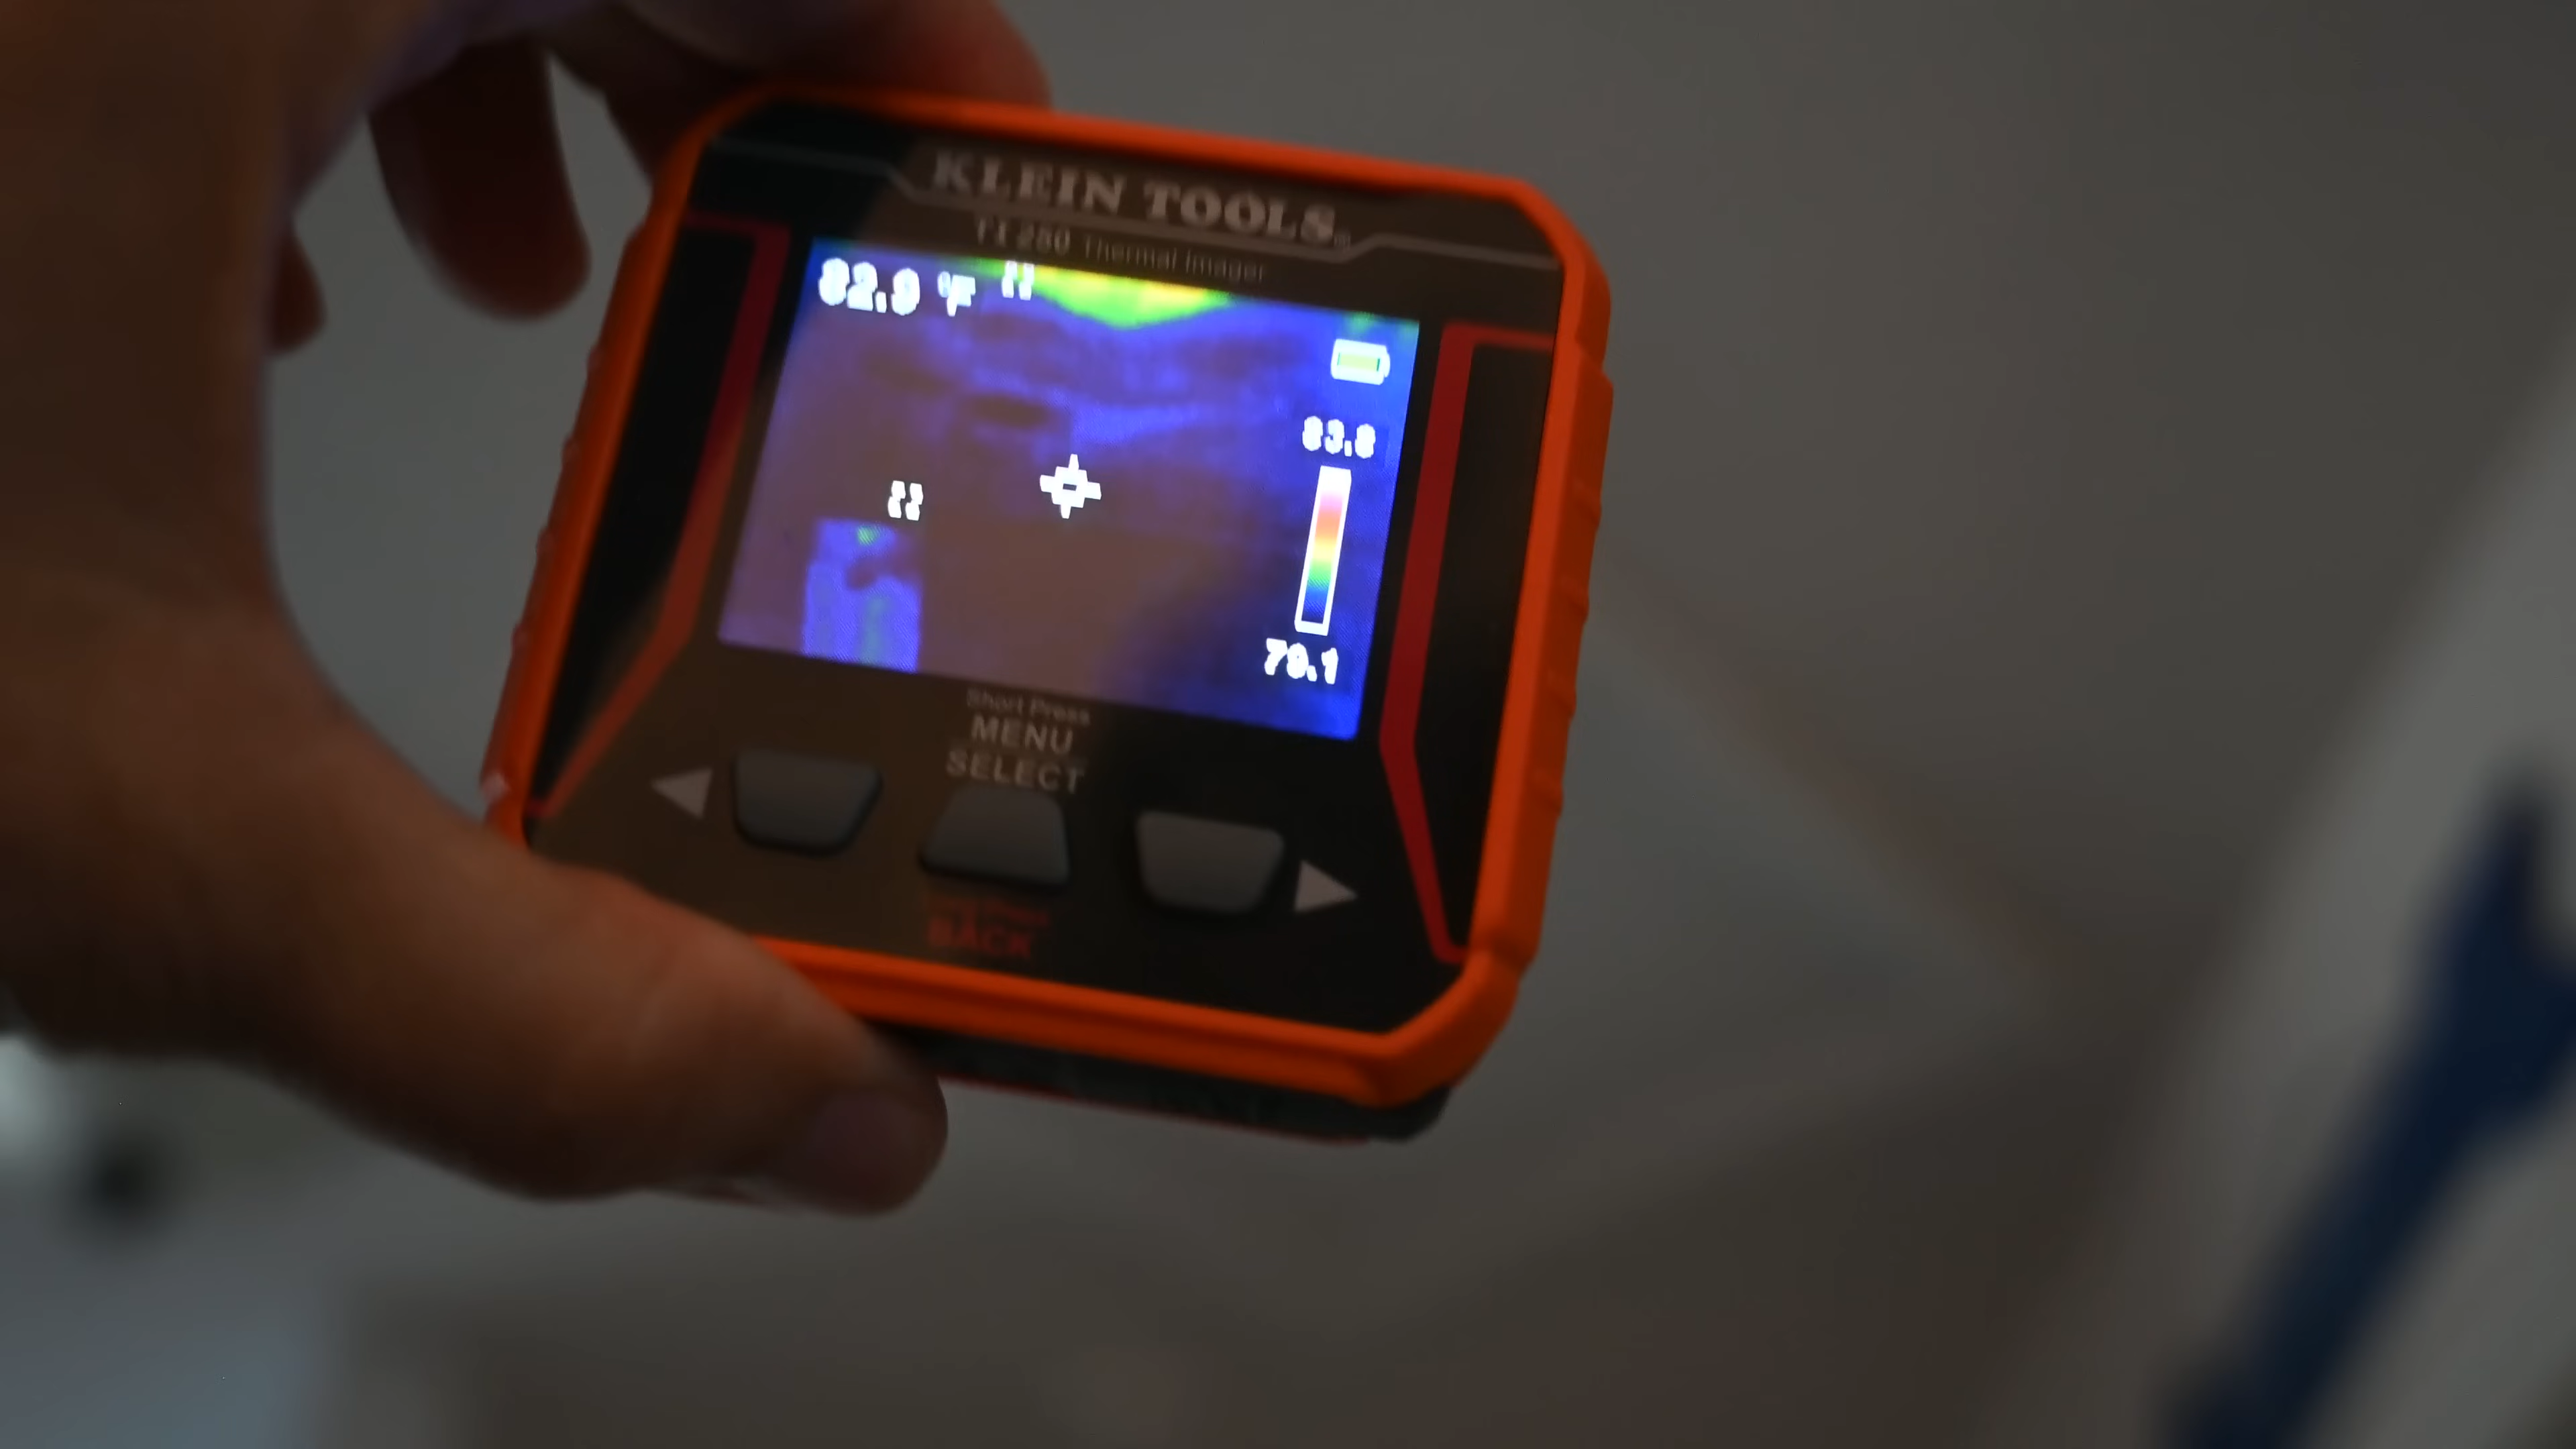 KLEIN TOOLS
TI 250 Thermal Imager
82.9 °F
83.8
79.1
Short Press
MENU
SELECT
BACK